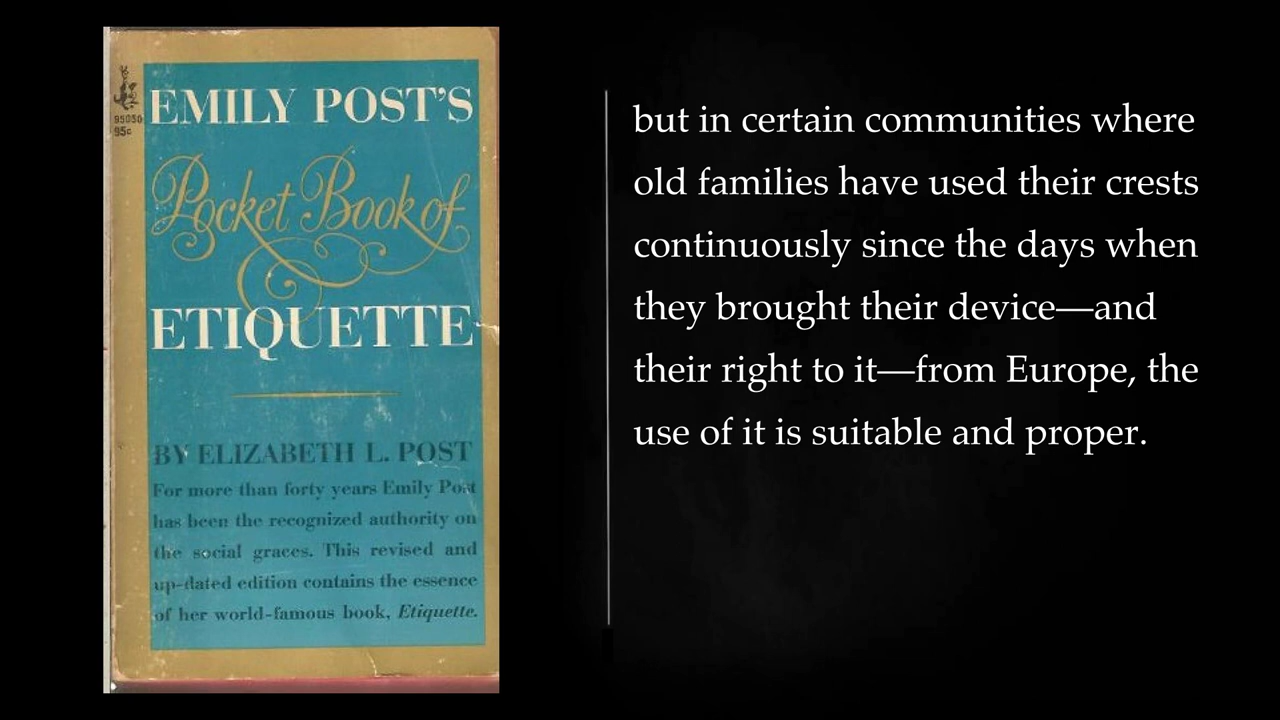 EMILY POST'S
Pocket Book of
ETIQUETTE
95050
95c
BY ELIZABETH L. POST
For more than forty years Emily Post
has been the recognized authority on
the social graces. This revised and
up-dated edition contains the essence
of her world-famous book, Etiquette.
but in certain communities where
old families have used their crests
continuously since the days when
they brought their device—and
their right to it—from Europe, the
use of it is suitable and proper.